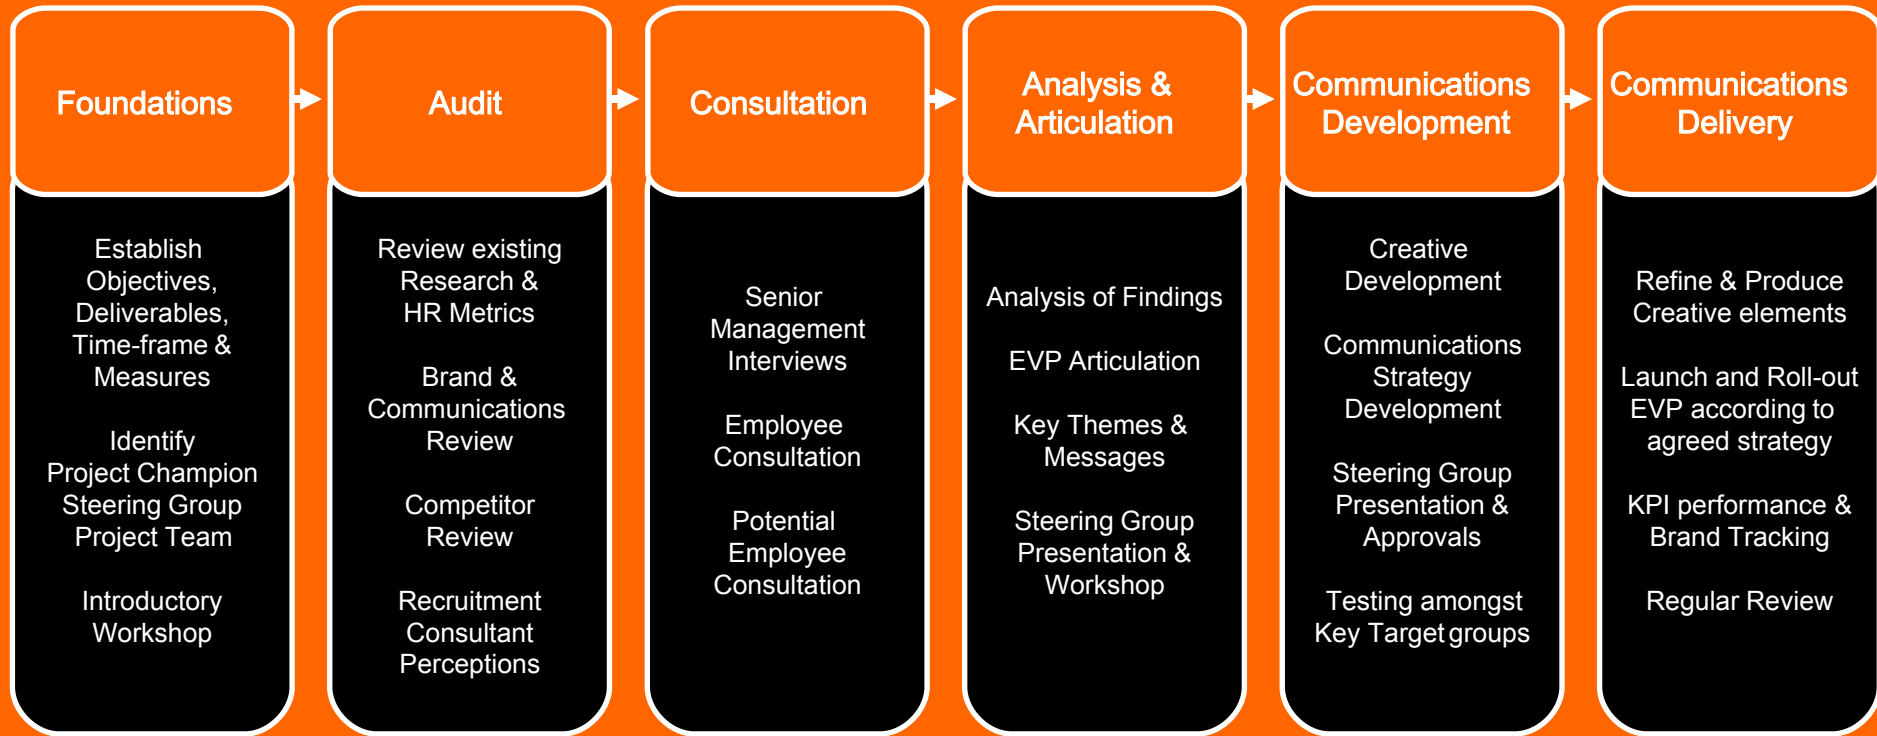 Foundations
Establish
Objectives,
Deliverables,
Time-frame &
Measures
Identify
Project Champion
Steering Group
Project Team
Introductory
Workshop
Audit
Review existing
Research &
HR Metrics
Brand &
Communications
Review
Competitor
Review
Recruitment
Consultant
Perceptions
Consultation
Senior
Management
Interviews
Employee
Consultation
Potential
Employee
Consultation
Analysis &
Articulation
Analysis of Findings
EVP Articulation
Key Themes &
Messages
Steering Group
Presentation &
Workshop
Communications
Development
Creative
Development
Communications
Strategy
Development
Steering Group
Presentation &
Approvals
Testing amongst
Key Target groups
Communications
Delivery
Refine & Produce
Creative elements
Launch and Roll-out
EVP according to
agreed strategy
KPI performance &
Brand Tracking
Regular Review